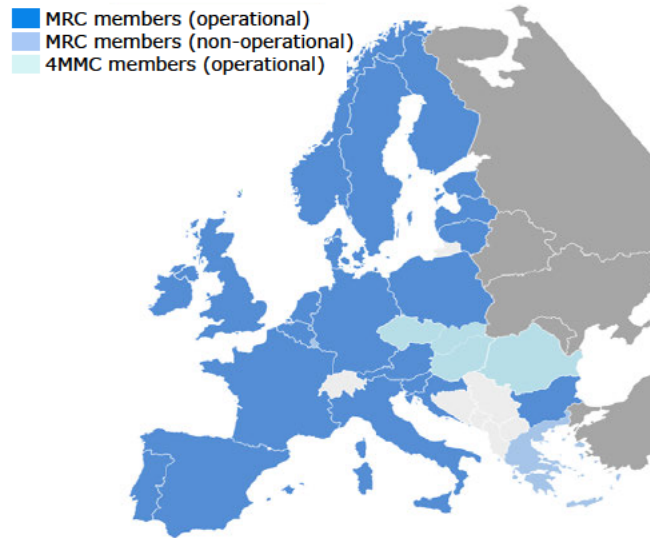 MRC members (operational)
MRC members (non-operational)
4MMC members (operational)